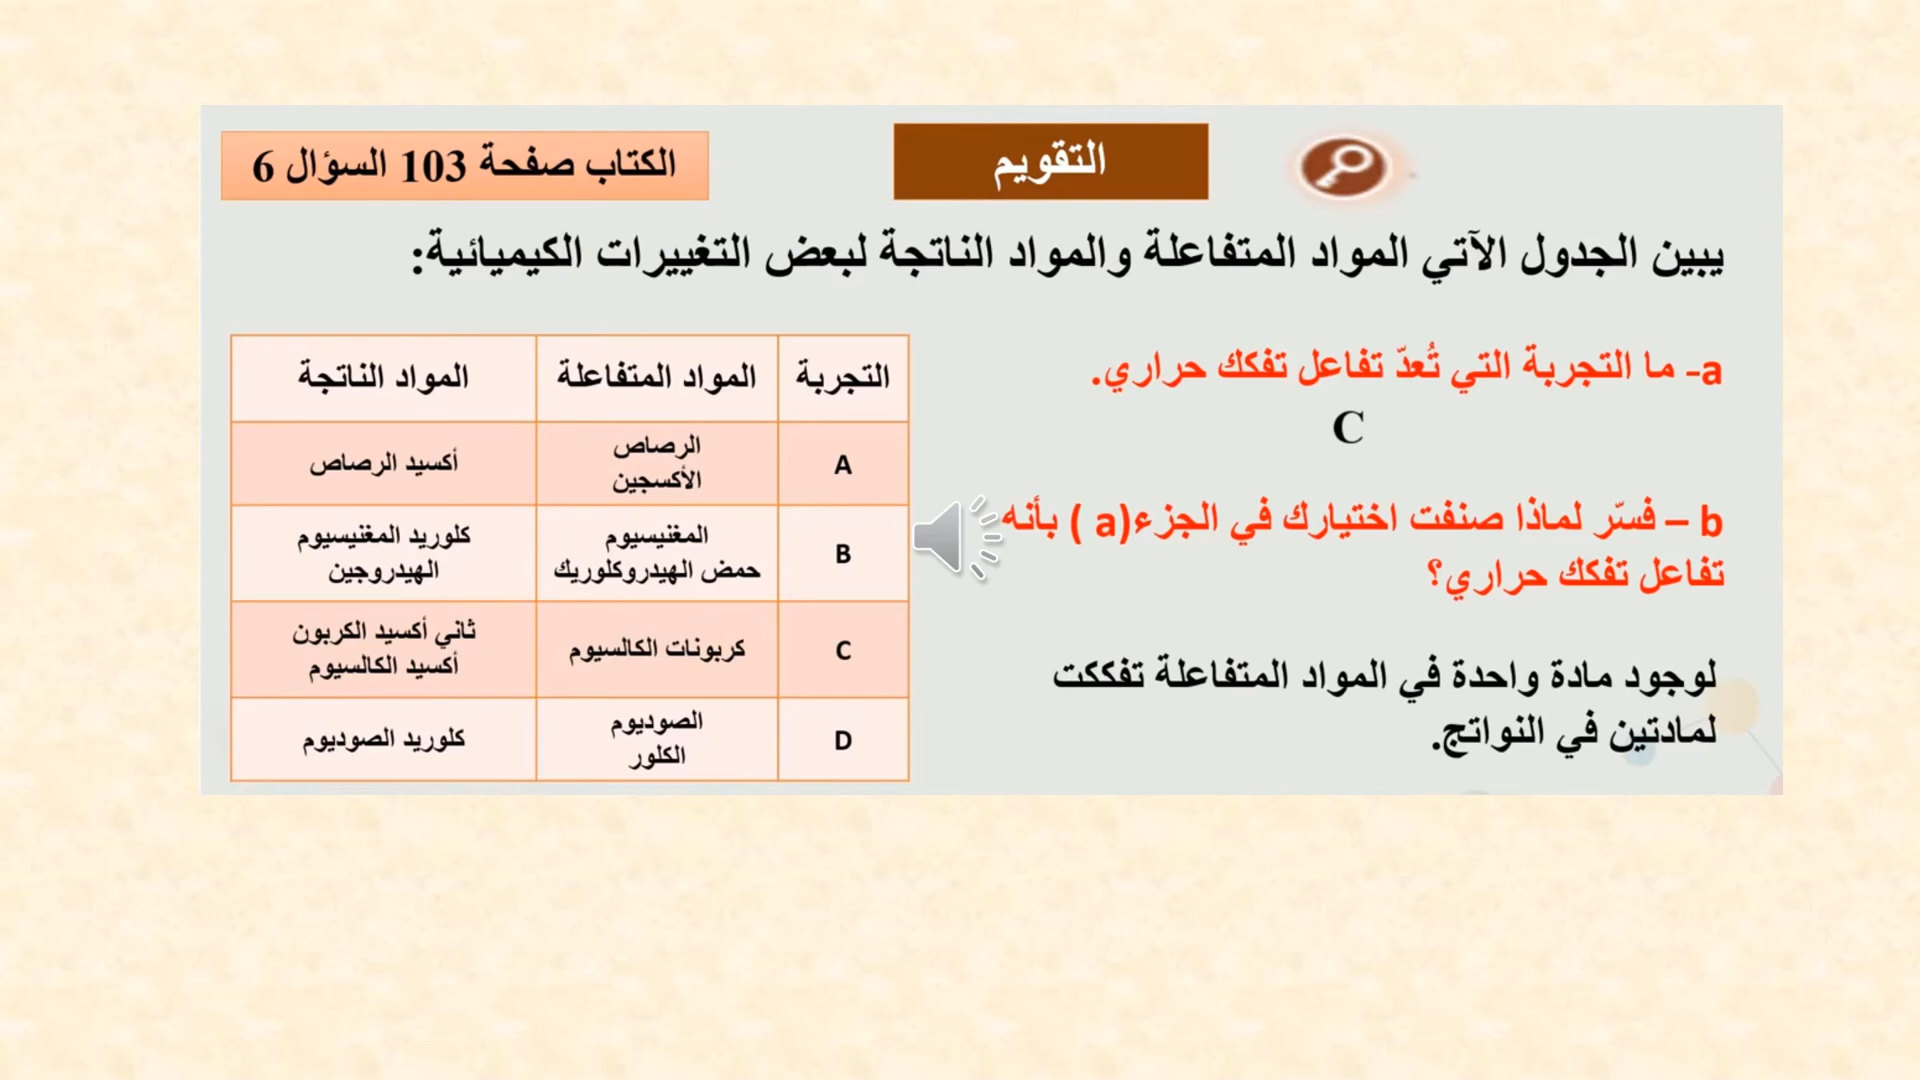 التقويم
الكتاب صفحة 103 السؤال 6
يبين الجدول الآتي المواد المتفاعلة والمواد الناتجة لبعض التغييرات الكيميائية:
a- ما التجربة التي تُعدّ تفاعل تفكك حراري.
C
b – فسّر لماذا صنفت اختيارك في الجزء(a ) بأنه
تفاعل تفكك حراري؟
لوجود مادة واحدة في المواد المتفاعلة تفككت
لمادتين في النواتج.
التجربة المواد المتفاعلة المواد الناتجة
A الرصاص أكسيد الرصاص
الأكسجين
B المغنيسيوم كلوريد المغنيسيوم
حمض الهيدروكلوريك الهيدروجين
C كربونات الكالسيوم ثاني أكسيد الكربون
أكسيد الكالسيوم
D الصوديوم كلوريد الصوديوم
الكلور